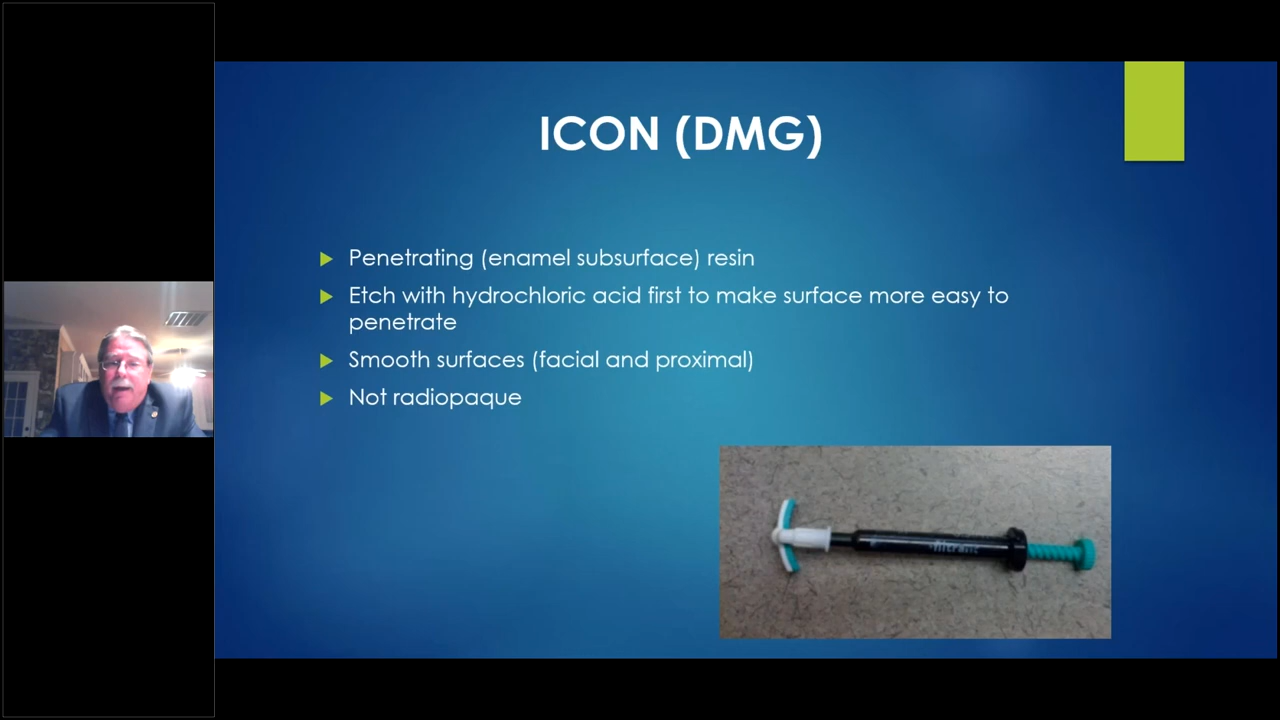 ICON (DMG)
Penetrating (enamel subsurface) resin
Etch with hydrochloric acid first to make surface more easy to
penetrate
Smooth surfaces (facial and proximal)
Not radiopaque